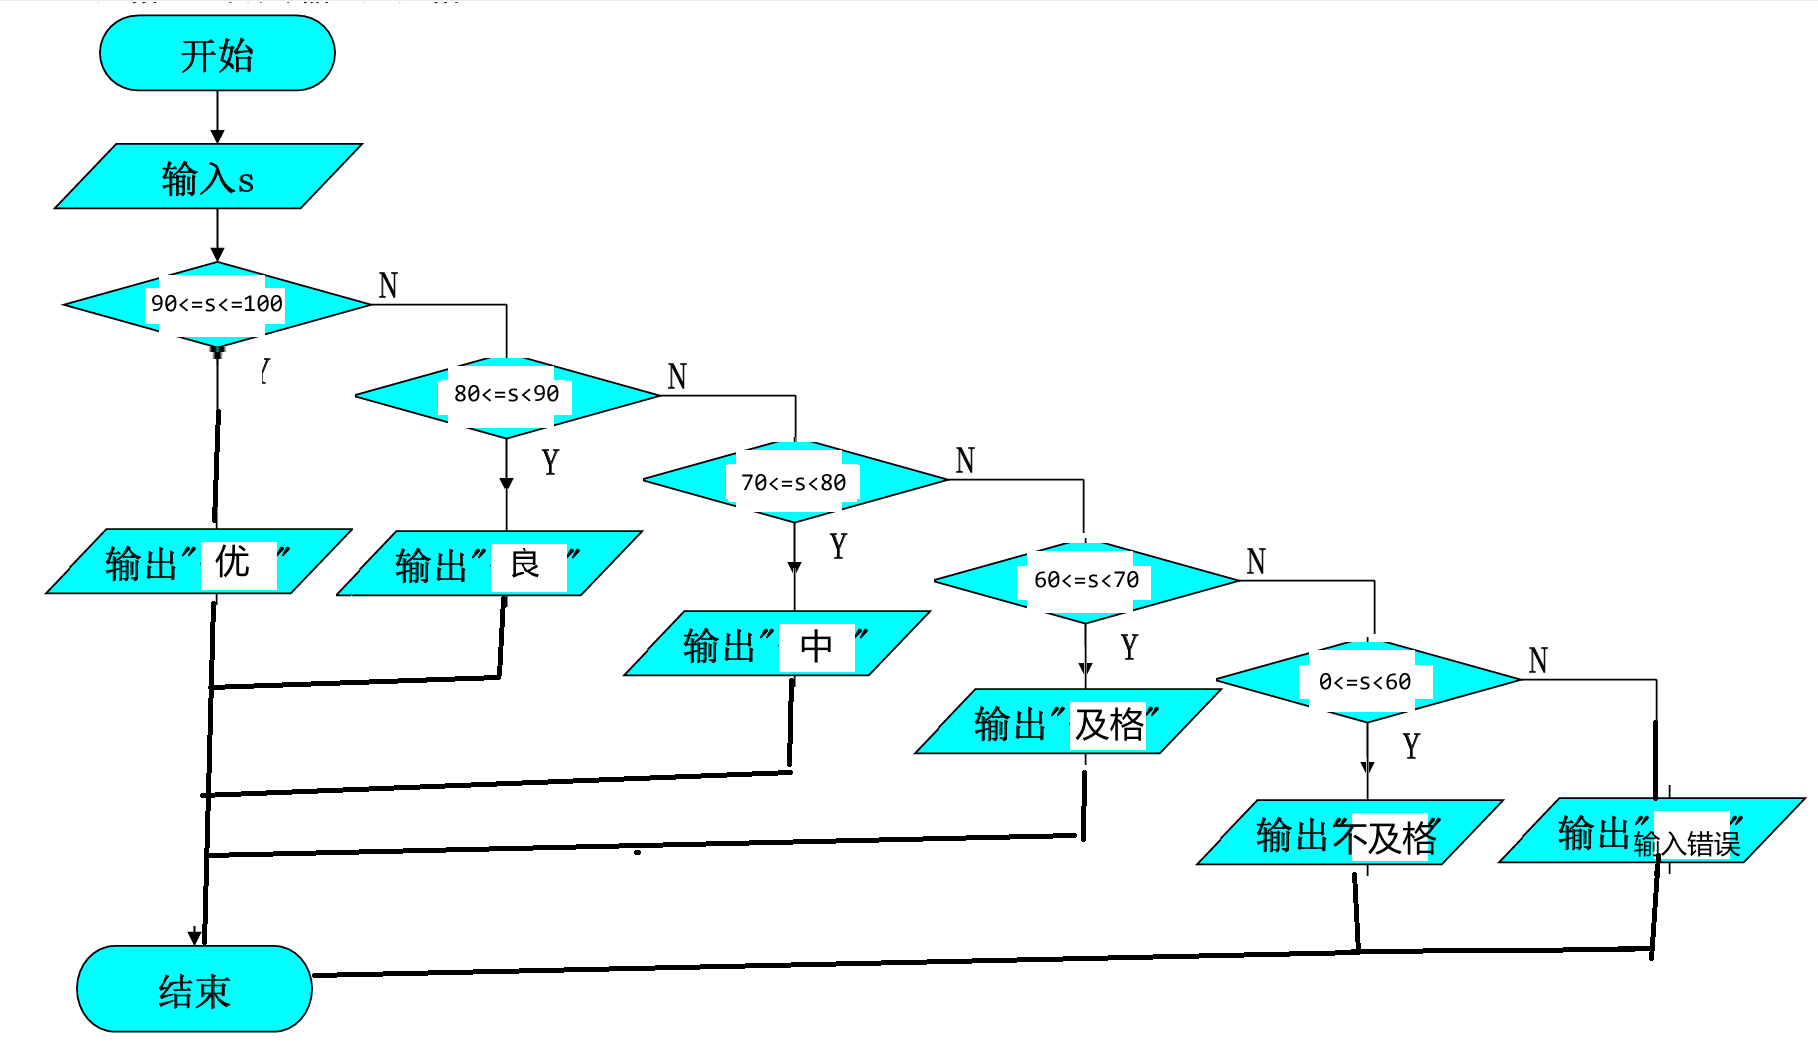 开始
输入s
90<=s<=100
N
Y
80<=s<90
N
Y
70<=s<80
N
Y
60<=s<70
N
Y
0<=s<60
N
Y
输出"优"
输出"良"
输出"中"
输出"及格"
输出"不及格"
输出"输入错误"
结束